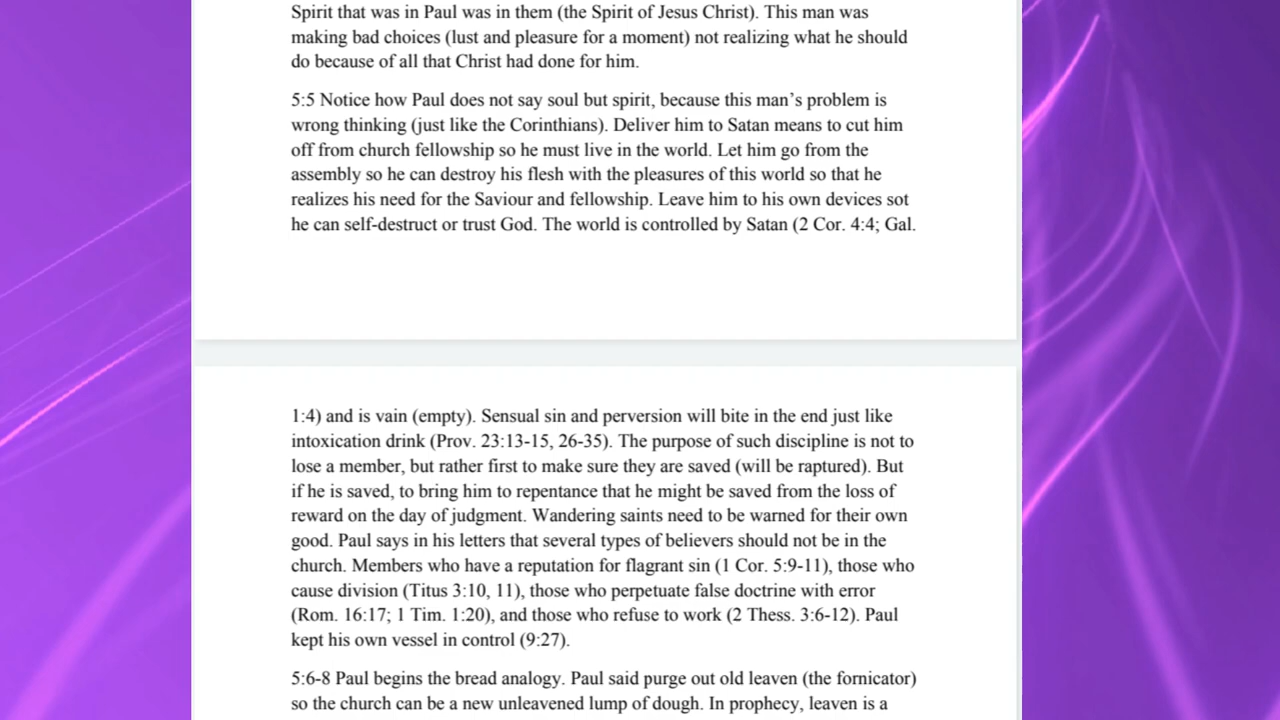 Spirit that was in Paul was in them (the Spirit of Jesus Christ). This man was
making bad choices (lust and pleasure for a moment) not realizing what he should
do because of all that Christ had done for him.
5:5 Notice how Paul does not say soul but spirit, because this man’s problem is
wrong thinking (just like the Corinthians). Deliver him to Satan means to cut him
off from church fellowship so he must live in the world. Let him go from the
assembly so he can destroy his flesh with the pleasures of this world so that he
realizes his need for the Saviour and fellowship. Leave him to his own devices sot
he can self-destruct or trust God. The world is controlled by Satan (2 Cor. 4:4; Gal.
1:4) and is vain (empty). Sensual sin and perversion will bite in the end just like
intoxication drink (Prov. 23:13-15, 26-35). The purpose of such discipline is not to
lose a member, but rather first to make sure they are saved (will be raptured). But
if he is saved, to bring him to repentance that he might be saved from the loss of
reward on the day of judgment. Wandering saints need to be warned for their own
good. Paul says in his letters that several types of believers should not be in the
church. Members who have a reputation for flagrant sin (1 Cor. 5:9-11), those who
cause division (Titus 3:10, 11), those who perpetuate false doctrine with error
(Rom. 16:17; 1 Tim. 1:20), and those who refuse to work (2 Thess. 3:6-12). Paul
kept his own vessel in control (9:27).
5:6-8 Paul begins the bread analogy. Paul said purge out old leaven (the fornicator)
so the church can be a new unleavened lump of dough. In prophecy, leaven is a